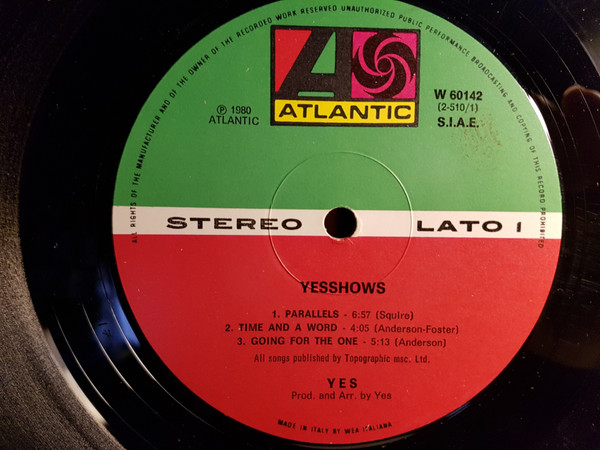 ALL RIGHTS OF THE MANUFACTURER AND OF THE OWNER OF THE RECORDED WORK RESERVED UNAUTHORIZED PUBLIC PERFORMANCE BROADCASTING AND COPYING OF THIS RECORD PROHIBITED
A
ATLANTIC
℗ 1980
ATLANTIC
W 60142
(2-510/1)
S.I.A.E.
STEREO LATO 1
YESSHOWS
1. PARALLELS - 6:57 (Squire)
2. TIME AND A WORD - 4:05 (Anderson-Foster)
3. GOING FOR THE ONE - 5:13 (Anderson)
All songs published by Topographic msc. Ltd.
YES
Prod. and Arr. by Yes
MADE IN ITALY BY WEA ITALIANA